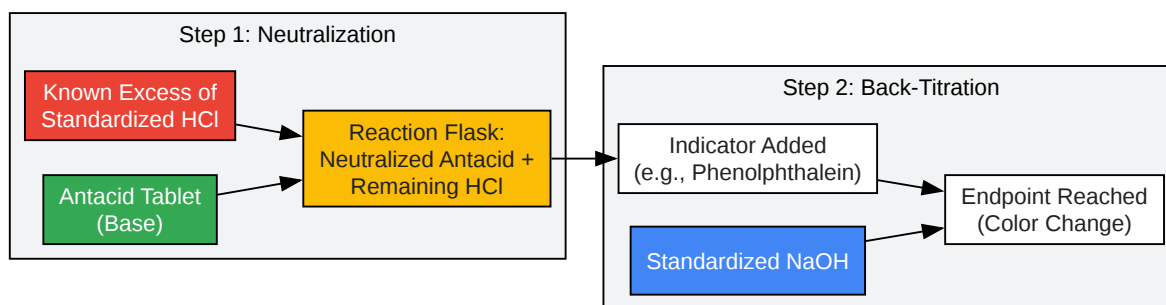 Step 1: Neutralization
Known Excess of
Standardized HCl
Antacid Tablet
(Base)
Reaction Flask:
Neutralized Antacid +
Remaining HCl
Step 2: Back-Titration
Indicator Added
(e.g., Phenolphthalein)
Standardized NaOH
Endpoint Reached
(Color Change)